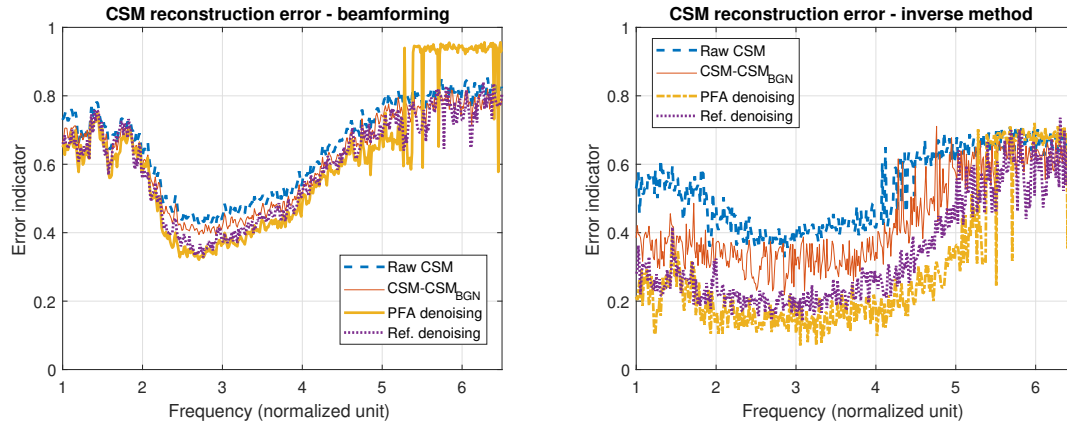 CSM reconstruction error - beamforming
1
0.8
0.6
0.4
0.2
0
Error indicator
1 2 3 4 5 6
Frequency (normalized unit)
Raw CSM
CSM-CSM_BGN
PFA denoising
Ref. denoising
CSM reconstruction error - inverse method
1
0.8
0.6
0.4
0.2
0
Error indicator
1 2 3 4 5 6
Frequency (normalized unit)
Raw CSM
CSM-CSM_BGN
PFA denoising
Ref. denoising